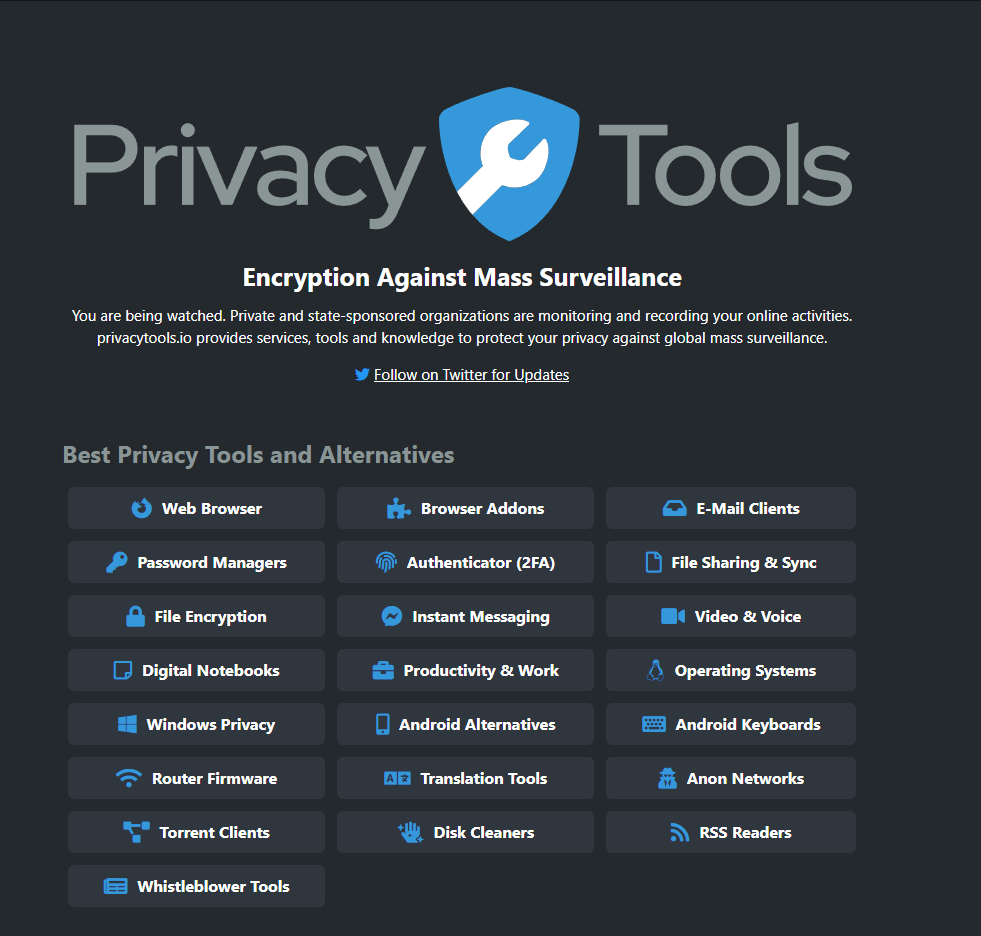 Privacy Tools
Encryption Against Mass Surveillance
You are being watched. Private and state-sponsored organizations are monitoring and recording your online activities.
privacytools.io provides services, tools and knowledge to protect your privacy against global mass surveillance.
Follow on Twitter for Updates
Best Privacy Tools and Alternatives
Web Browser
Browser Addons
E-Mail Clients
Password Managers
Authenticator (2FA)
File Sharing & Sync
File Encryption
Instant Messaging
Video & Voice
Digital Notebooks
Productivity & Work
Operating Systems
Windows Privacy
Android Alternatives
Android Keyboards
Router Firmware
Translation Tools
Anon Networks
Torrent Clients
Disk Cleaners
RSS Readers
Whistleblower Tools